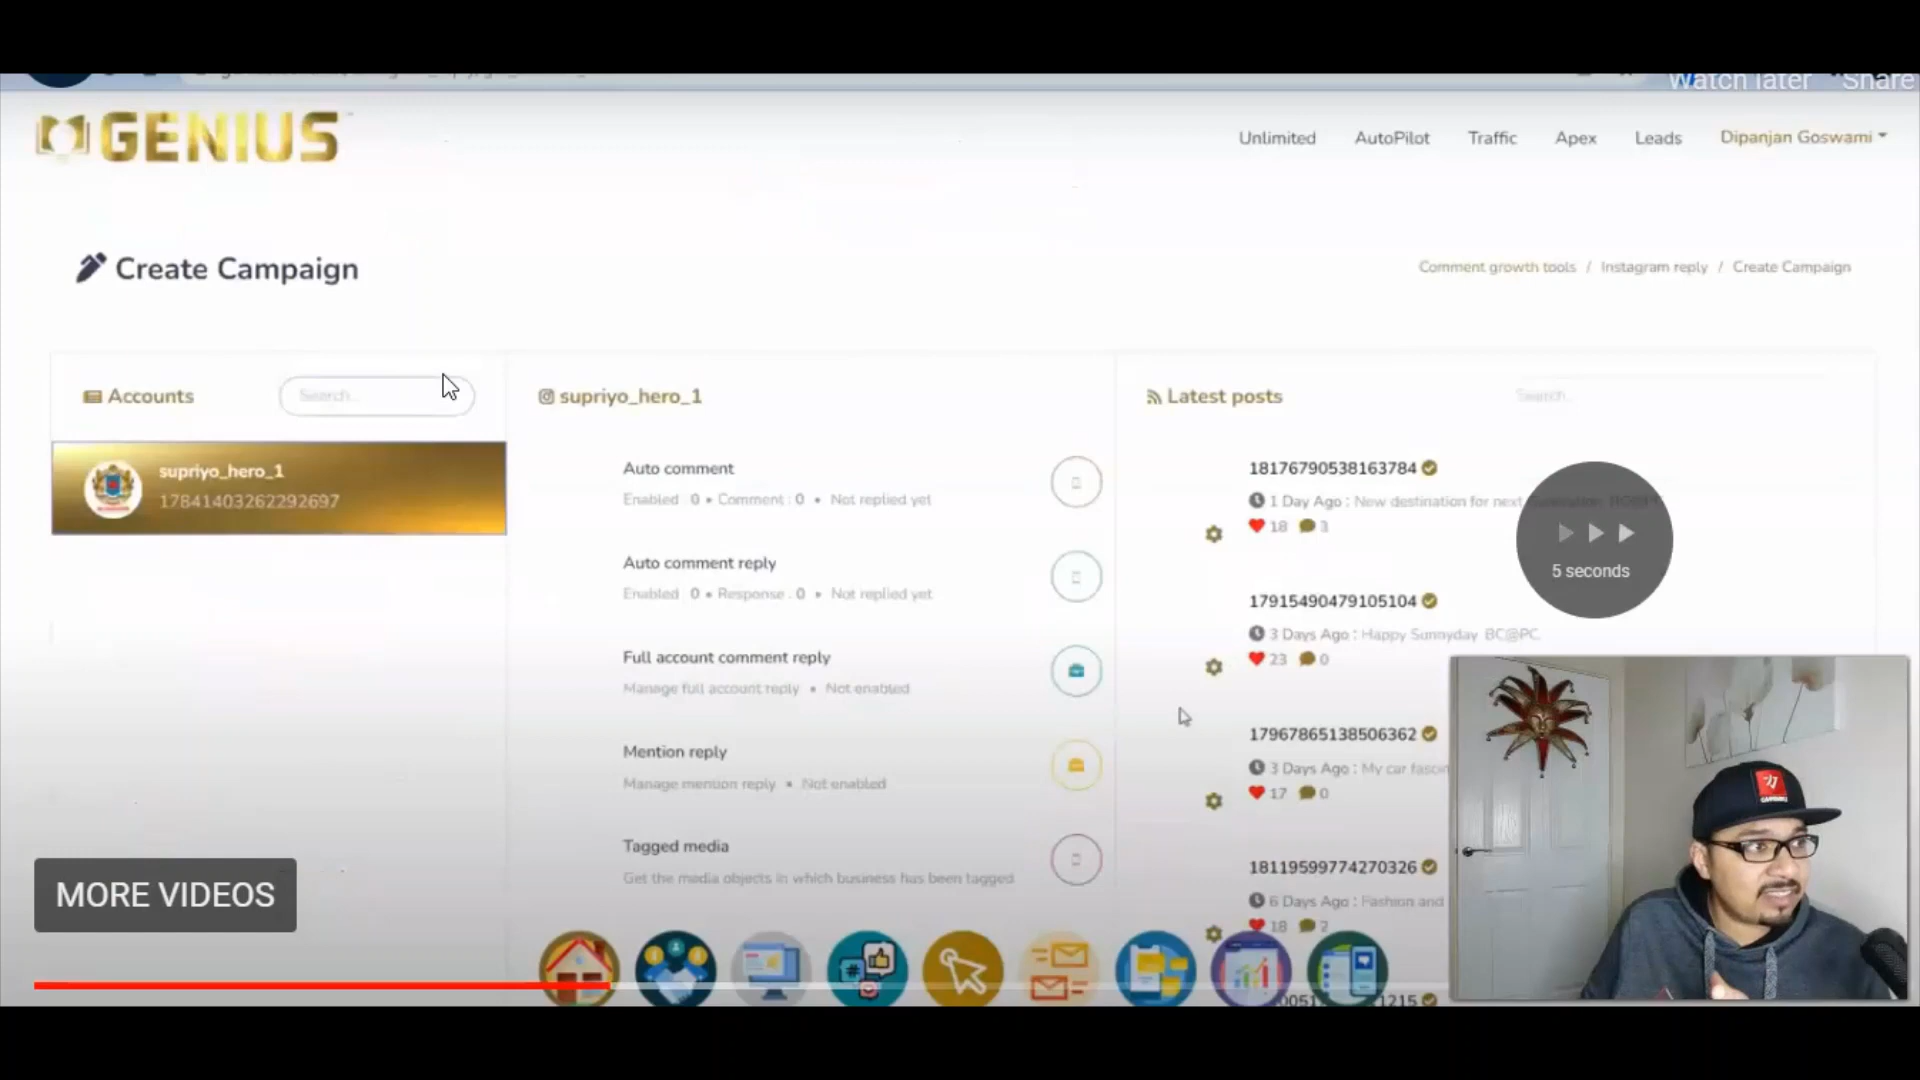 Watch later Share
GENIUS
Unlimited AutoPilot Traffic Apex Leads Dipanjan Goswami
Create Campaign
Comment growth tools / Instagram reply / Create Campaign
Accounts
Search...
supriyo_hero_1
17841403262292697
supriyo_hero_1
Auto comment
Enabled : 0 • Comment : 0 • Not replied yet
Auto comment reply
Enabled : 0 • Response : 0 • Not replied yet
Full account comment reply
Manage full account reply • Not enabled
Mention reply
Manage mention reply • Not enabled
Tagged media
Get the media objects in which business has been tagged
Latest posts
Search...
18176790538163784
1 Day Ago : New destination for next
18 3
17915490479105104
3 Days Ago : Happy Sunnyday BC@PC
23 0
17967865138506362
3 Days Ago : My car
17 0
18119599774270326
6 Days Ago : Fashion and
18 2
1215
5 seconds
MORE VIDEOS